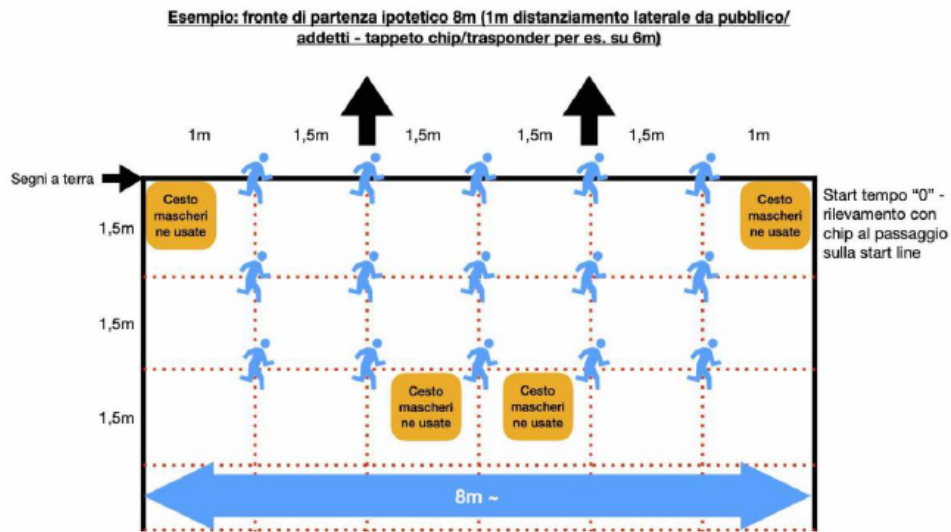 Esempio: fronte di partenza ipotetico 8m (1m distanziamento laterale da pubblico/
addetti - tappeto chip/trasponder per es. su 6m)
1m
1,5m
1,5m
1,5m
1,5m
1m
Segni a terra
Cesto
mascheri
ne usate
Cesto
mascheri
ne usate
Start tempo “0” -
rilevamento con
chip al passaggio
sulla start line
1,5m
1,5m
1,5m
Cesto
mascheri
ne usate
Cesto
mascheri
ne usate
8m ~